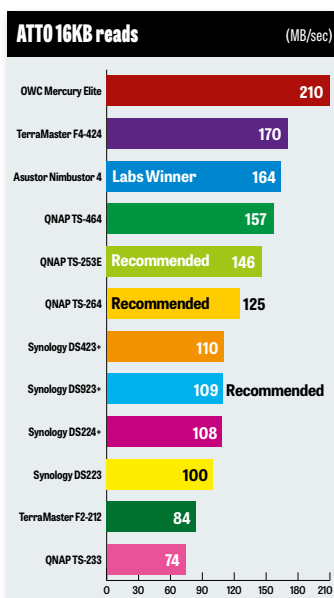 ATTO 16KB reads (MB/sec)
OWC Mercury Elite 210
TerraMaster F4-424 170
Asustor Nimbustor 4 Labs Winner 164
QNAP TS-464 157
QNAP TS-253E Recommended 146
QNAP TS-264 Recommended 125
Synology DS423+ 110
Synology DS923+ 109 Recommended
Synology DS224+ 108
Synology DS223 100
TerraMaster F2-212 84
QNAP TS-233 74
0 30 60 90 120 150 180 210